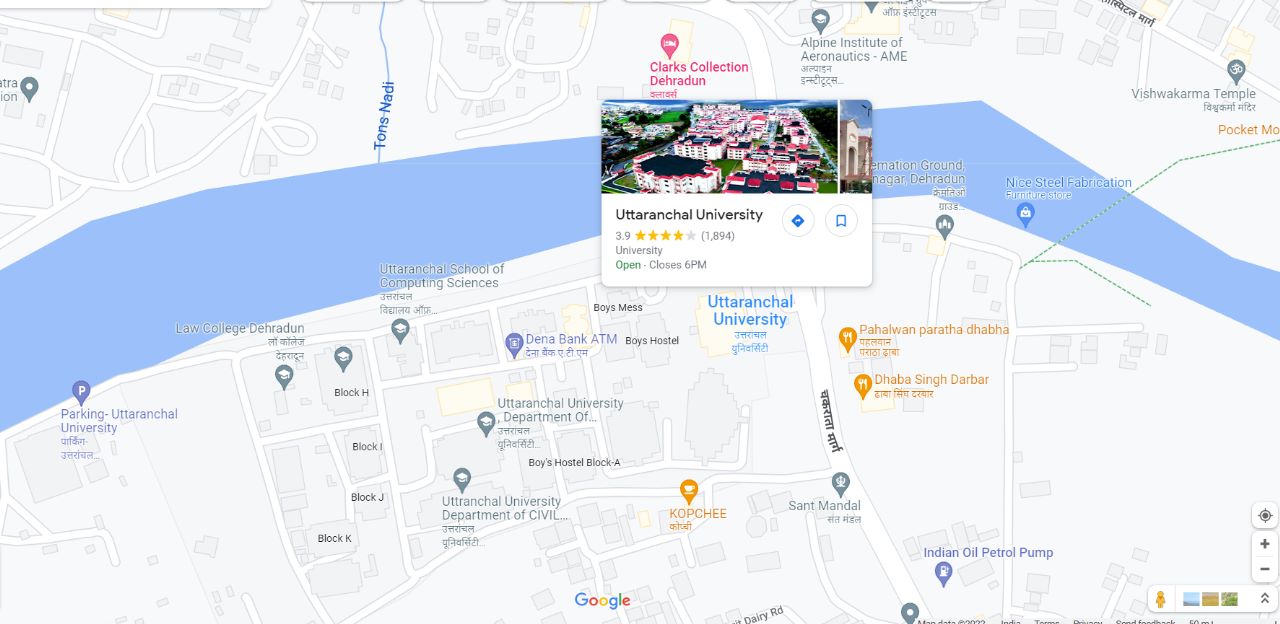 ऑफ़ इंस्टीटूट्स
हास्पिटल मार्ग
Alpine Institute of
Aeronautics - AME
अल्पाइन
इन्स्टीटूट्स...
Clarks Collection
Dehradun
क्लार्क्स
Tons Nadi
Vishwakarma Temple
विश्वकर्मा मंदिर
Pocket Mo
nagar, Dehradun
क्रेमतिओं
ग्राउंड...
Nice Steel Fabrication
Furniture store
Uttaranchal University
3.9
(1,894)
University
Open · Closes 6PM
Uttaranchal School of
Computing Sciences
उत्तरांचल
विद्यालय ऑफ़...
Boys Mess
Uttaranchal
University
उत्तरांचल
यूनिवर्सिटी
Law College Dehradun
लॉ कॉलेज
देहरादून
Dena Bank ATM
देना बैंक ए टी एम
Boys Hostel
Pahalwan paratha dhabha
पहलवान
पराठा ढ़ाबा
Dhaba Singh Darbar
ढाबा सिंघ दरबार
Block H
चकराता मार्ग
P
Parking- Uttaranchal
University
पार्किंग-
उत्तरांचल...
Uttaranchal University
, Department Of...
उत्तरांचल
यूनिवर्सिटी...
Block I
Boy's Hostel Block-A
Block J
Uttranchal University
Department of CIVIL...
उत्तरांचल
यूनिवर्सिटी...
KOPCHEE
कोप्ची
Sant Mandal
संत मंडल
Block K
Indian Oil Petrol Pump
Google
Dairy Rd
Map data ©2022
India
Terms
Privacy
Send feedback
50 m